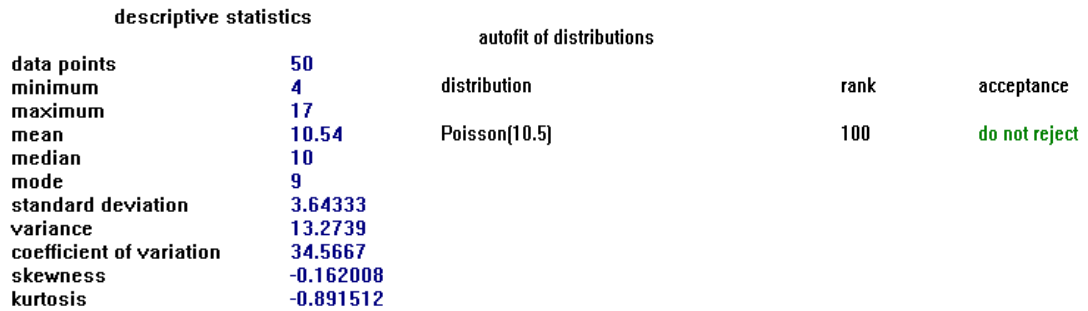 descriptive statistics
data points 50
minimum 4
maximum 17
mean 10.54
median 10
mode 9
standard deviation 3.64333
variance 13.2739
coefficient of variation 34.5667
skewness -0.162008
kurtosis -0.891512
autofit of distributions
distribution rank acceptance
Poisson(10.5) 100 do not reject